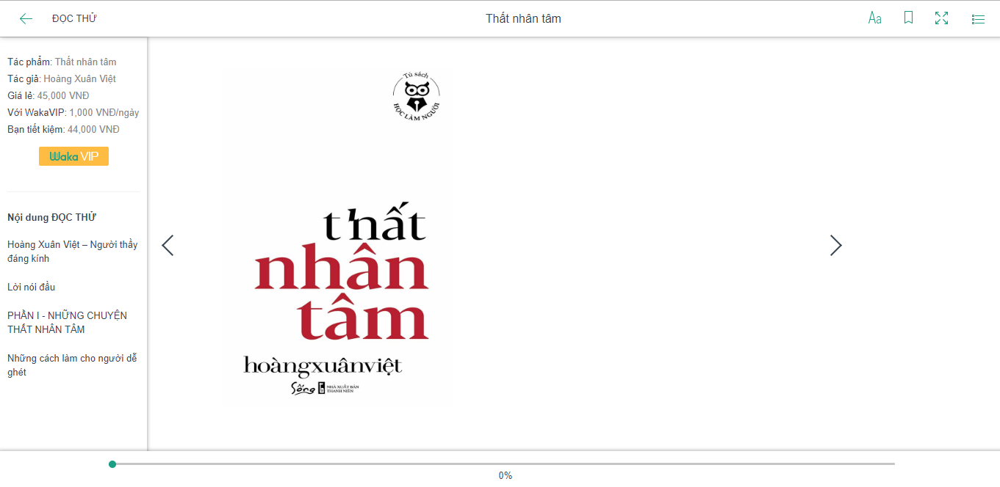 ĐỌC THỬ
Thất nhân tâm
Aa
Tác phẩm: Thất nhân tâm
Tác giả: Hoàng Xuân Việt
Giá lẻ: 45,000 VNĐ
Với WakaVIP: 1,000 VNĐ/ngày
Bạn tiết kiệm: 44,000 VNĐ
Waka VIP
Nội dung ĐỌC THỬ
Hoàng Xuân Việt – Người thầy
đáng kính
Lời nói đầu
PHẦN I - NHỮNG CHUYỆN
THẤT NHÂN TÂM
Những cách làm cho người dễ
ghét
Tủ sách
HỌC LÀM NGƯỜI
thất
nhân
tâm
hoàngxuânviệt
Sống
NHÀ XUẤT BẢN
THANH NIÊN
0%